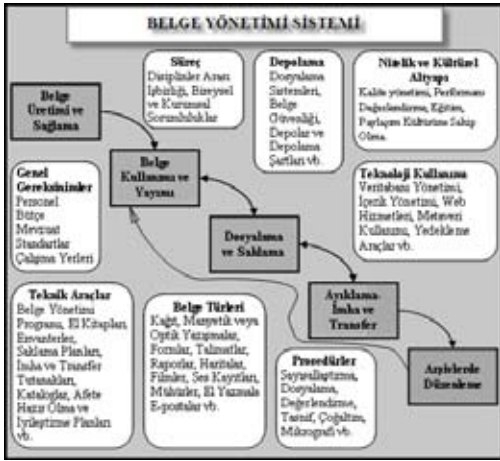 BELGE YÖNETİMİ SİSTEMİ
Süreç
Disiplinler Arası
İşbirliği, Bireysel
ve Kurumsal
Sorumluluklar
Depolama
Dosyalama
Sistemleri,
Belge
Güvenliği,
Depolar ve
Depolama
Şartları vb.
Nitelik ve Kültürel
Altyapı
Kalite yönetimi, Performans
Değerlendirme, Eğitim,
Paylaşım Kültürüne Sahip
Olma.
Belge
Üretimi ve
Sağlama
Belge
Kullanımı ve
Yayımı
Genel
Gereksinimler
Personel
Bütçe
Mevzuat
Standartlar
Çalışma Yerleri
Teknoloji Kullanımı
Veritabanı Yönetimi,
İçerik Yönetimi, Web
Hizmetleri, Metaveri
Kullanımı, Yedekleme
Araçlar vb.
Dosyalama
ve Saklama
Ayıklama-
İmha ve
Transfer
Arşivlerde
Düzenleme
Teknik Araçlar
Belge Yönetimi
Programı, El Kitapları,
Envanterler,
Saklama Planları,
İmha ve Transfer
Tutanakları,
Kataloglar, Afete
Hazır Olma ve
İyileştirme Planları
vb.
Belge Türleri
Kağıt, Manyetik veya
Optik Yazışmalar,
Formlar, Talimatlar,
Raporlar, Haritalar,
Filmler, Ses Kayıtları,
Mühürler, El Yazmaları
E-postalar vb.
Prosedürler
Sayısallaştırma,
Dosyalama,
Değerlendirme,
Tasnif, Çoğaltım,
Mikrografi vb.